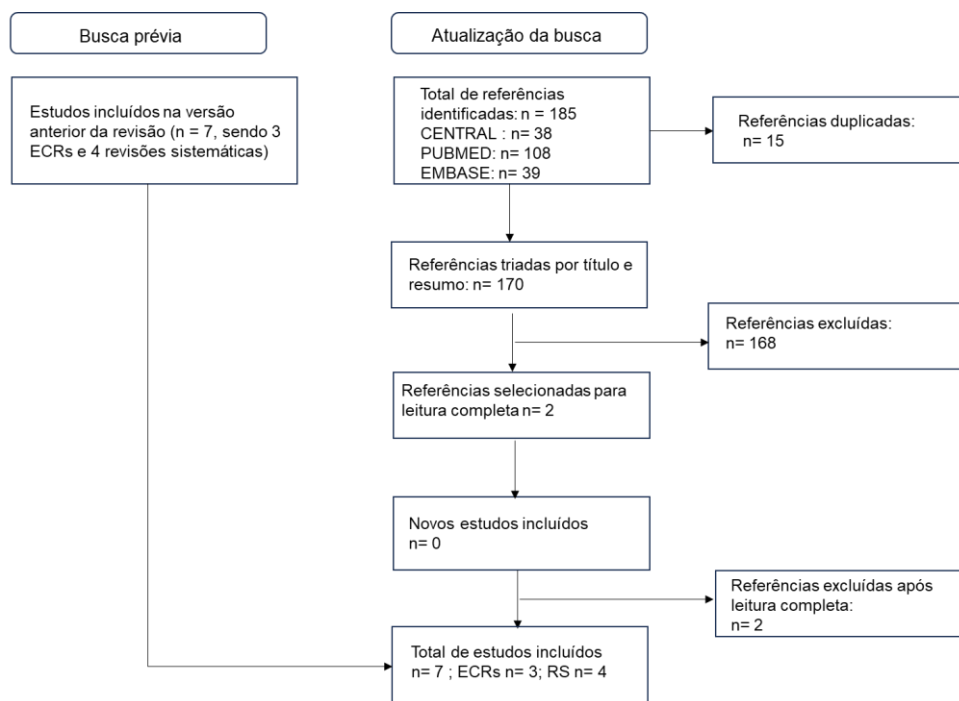 Busca prévia
Atualização da busca
Estudos incluídos na versão
anterior da revisão (n = 7, sendo 3
ECRs e 4 revisões sistemáticas)
Total de referências
identificadas: n = 185
CENTRAL : n= 38
PUBMED: n= 108
EMBASE: n= 39
Referências duplicadas:
n= 15
Referências triadas por título e
resumo: n= 170
Referências excluídas:
n= 168
Referências selecionadas para
leitura completa n= 2
Novos estudos incluídos
n= 0
Referências excluídas após
leitura completa:
n= 2
Total de estudos incluídos
n= 7 ; ECRs n= 3; RS n= 4